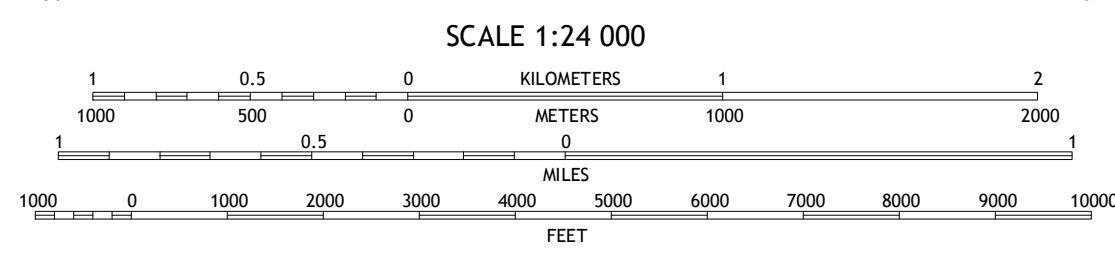 SCALE 1:24 000
1 0.5 0 KILOMETERS 1 2
1000 500 0 METERS 1000 2000
1 0.5 0 1
MILES
1000 0 1000 2000 3000 4000 5000 6000 7000 8000 9000 10000
FEET